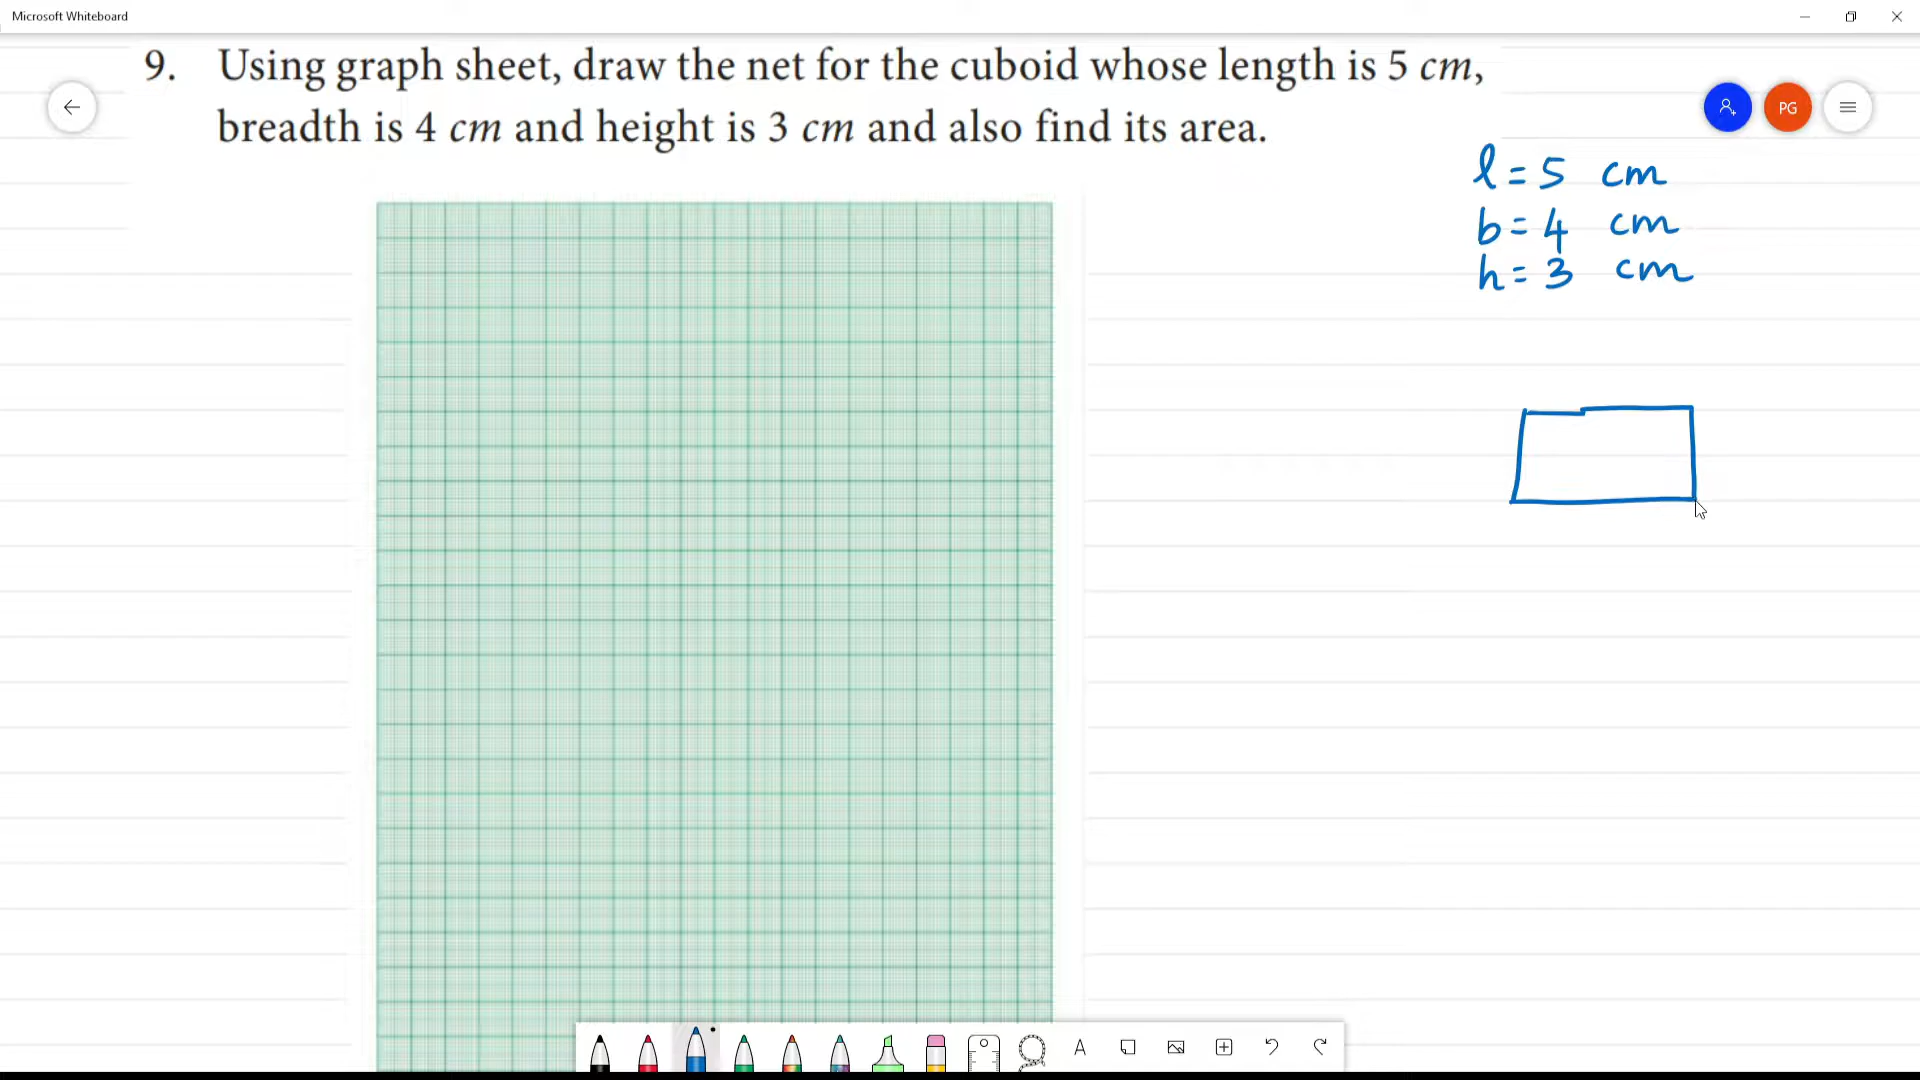 Microsoft Whiteboard
9. Using graph sheet, draw the net for the cuboid whose length is 5 cm,
breadth is 4 cm and height is 3 cm and also find its area.
PG
l = 5 cm
b = 4 cm
h = 3 cm
A